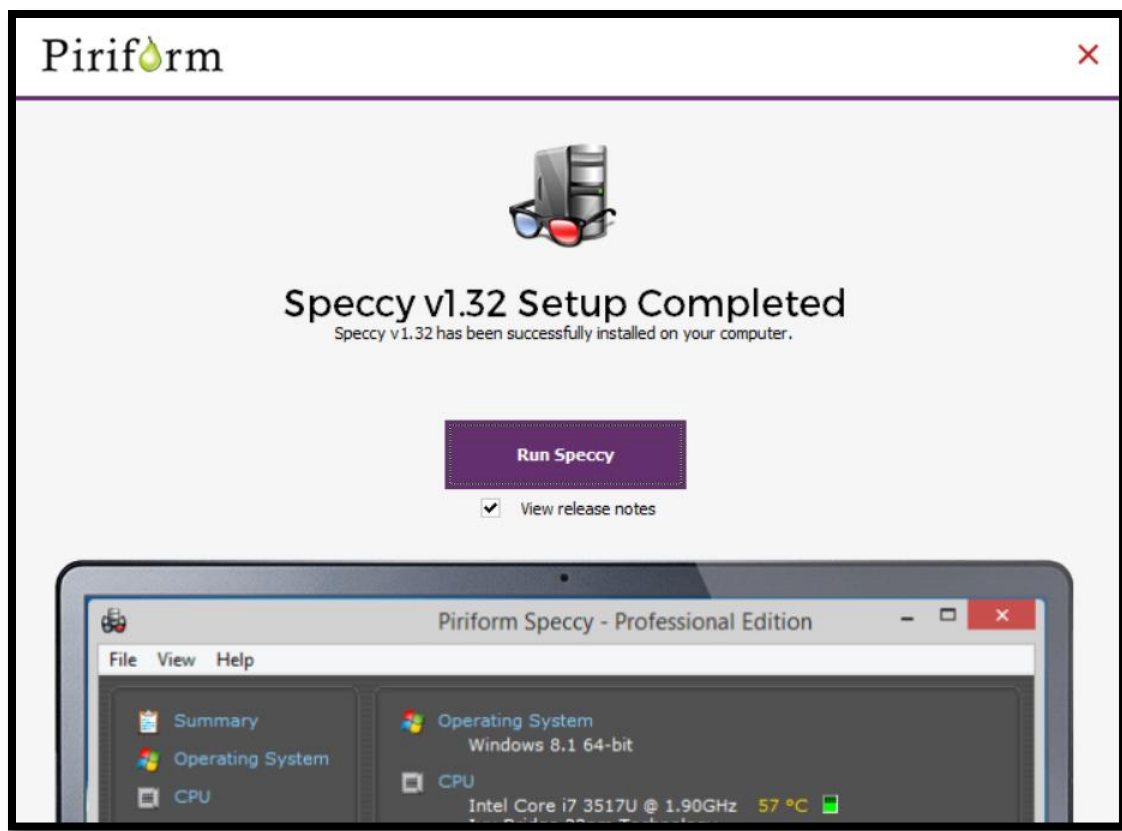 Piriform
Speccy v1.32 Setup Completed
Speccy v1.32 has been successfully installed on your computer.
Run Speccy
View release notes
Piriform Speccy - Professional Edition
File View Help
Summary
Operating System
CPU
Operating System
Windows 8.1 64-bit
CPU
Intel Core i7 3517U @ 1.90GHz 57 °C